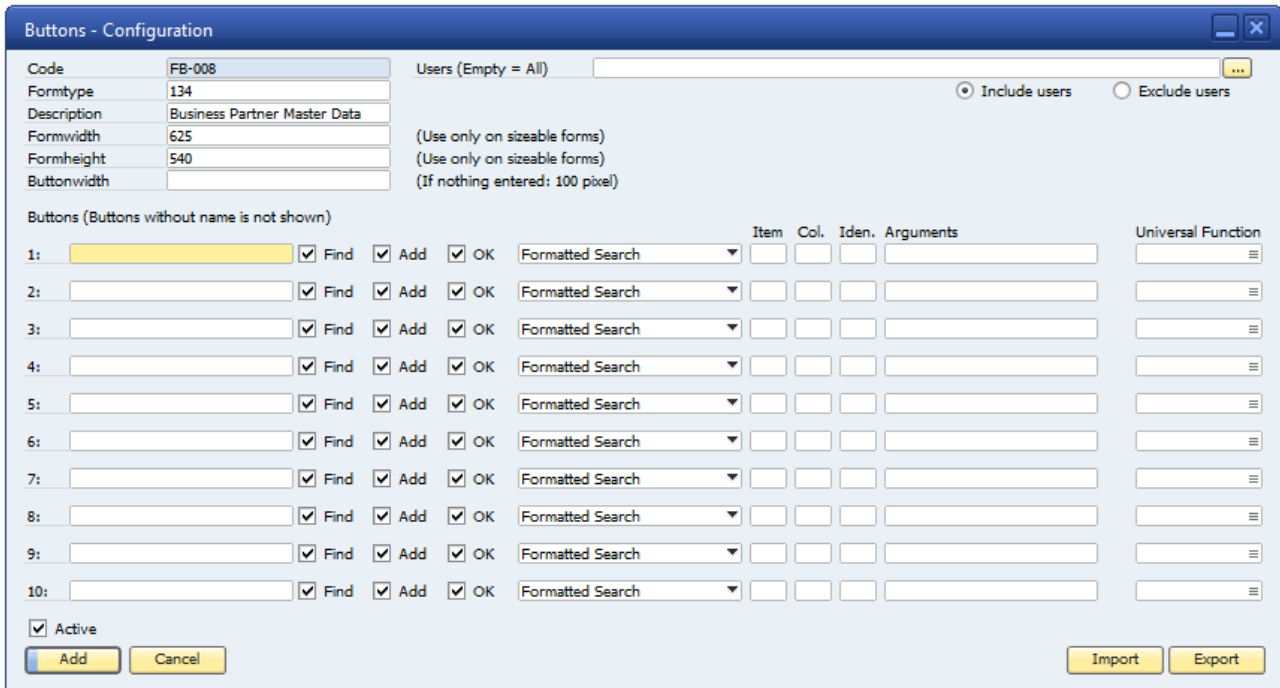 Buttons - Configuration
Code FB-008 Users (Empty = All) ...
Formtype 134 Include users Exclude users
Description Business Partner Master Data
Formwidth 625 (Use only on sizeable forms)
Formheight 540 (Use only on sizeable forms)
Buttonwidth (If nothing entered: 100 pixel)
Buttons (Buttons without name is not shown)
Item Col. Iden. Arguments Universal Function
1: Find Add OK Formatted Search
2: Find Add OK Formatted Search
3: Find Add OK Formatted Search
4: Find Add OK Formatted Search
5: Find Add OK Formatted Search
6: Find Add OK Formatted Search
7: Find Add OK Formatted Search
8: Find Add OK Formatted Search
9: Find Add OK Formatted Search
10: Find Add OK Formatted Search
Active
Add Cancel Import Export